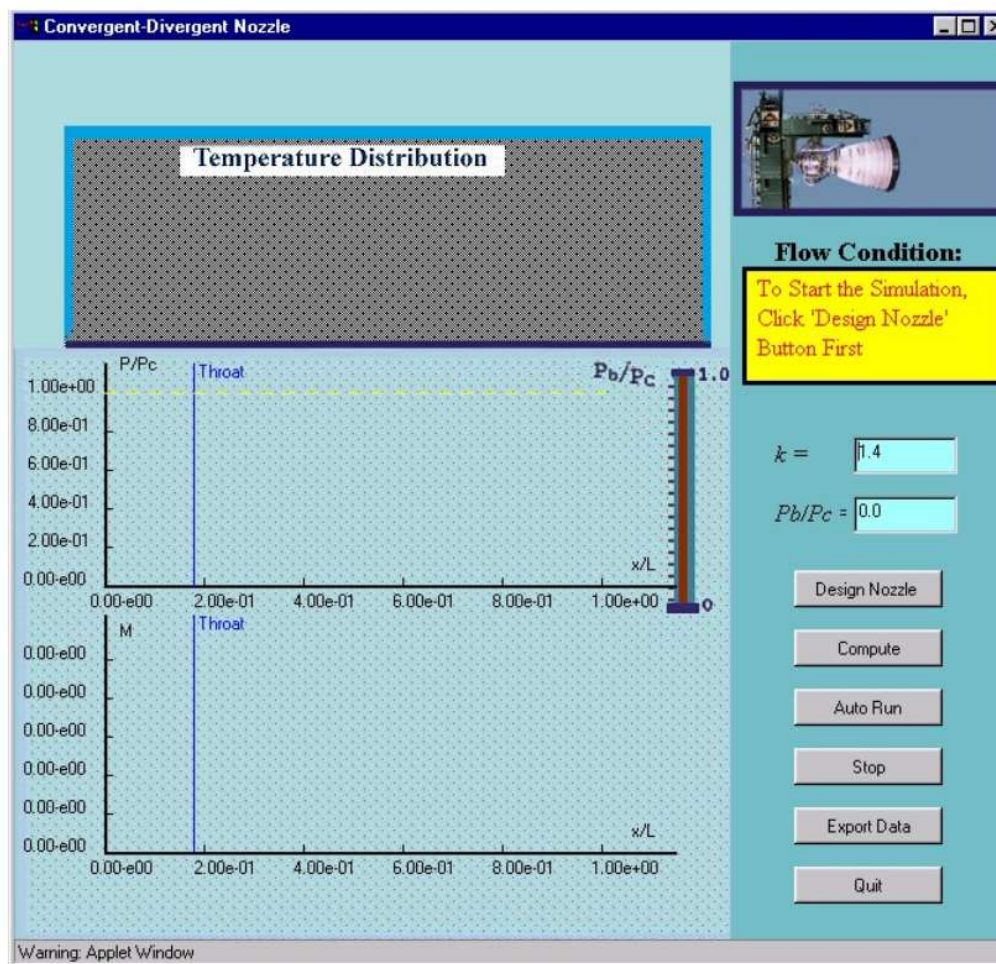 Convergent-Divergent Nozzle
Temperature Distribution
Flow Condition:
To Start the Simulation,
Click 'Design Nozzle'
Button First
P/Pc
Throat
Pb/Pc
1.0
1.00e+00
8.00e-01
6.00e-01
4.00e-01
2.00e-01
0.00-e00
x/L
0
0.00-e00 2.00e-01 4.00e-01 6.00e-01 8.00e-01 1.00e+00
M
Throat
0.00-e00
0.00-e00
0.00-e00
0.00-e00
0.00-e00
0.00-e00
x/L
0.00-e00 2.00e-01 4.00e-01 6.00e-01 8.00e-01 1.00e+00
k = 1.4
Pb/Pc = 0.0
Design Nozzle
Compute
Auto Run
Stop
Export Data
Quit
Warning: Applet Window